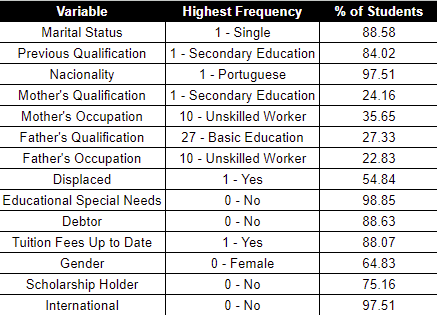 Variable Highest Frequency % of Students
Marital Status 1 - Single 88.58
Previous Qualification 1 - Secondary Education 84.02
Nacionality 1 - Portuguese 97.51
Mother's Qualification 1 - Secondary Education 24.16
Mother's Occupation 10 - Unskilled Worker 35.65
Father's Qualification 27 - Basic Education 27.33
Father's Occupation 10 - Unskilled Worker 22.83
Displaced 1 - Yes 54.84
Educational Special Needs 0 - No 98.85
Debtor 0 - No 88.63
Tuition Fees Up to Date 1 - Yes 88.07
Gender 0 - Female 64.83
Scholarship Holder 0 - No 75.16
International 0 - No 97.51